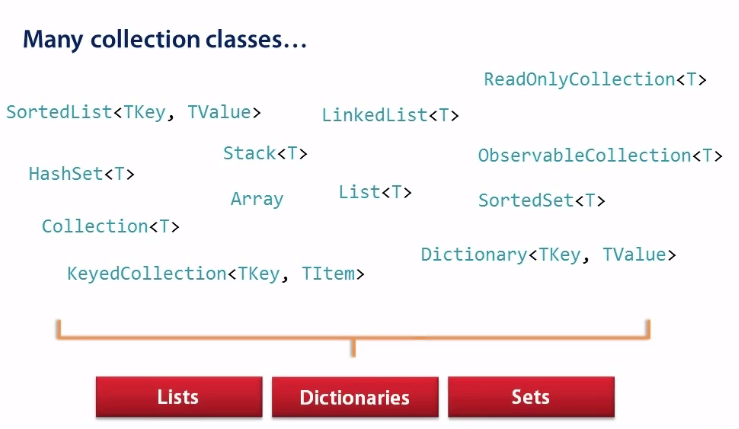 Many collection classes…
ReadOnlyCollection<T>
SortedList<TKey, TValue>
LinkedList<T>
Stack<T>
ObservableCollection<T>
HashSet<T>
Array
List<T>
SortedSet<T>
Collection<T>
Dictionary<TKey, TValue>
KeyedCollection<TKey, TItem>
Lists
Dictionaries
Sets